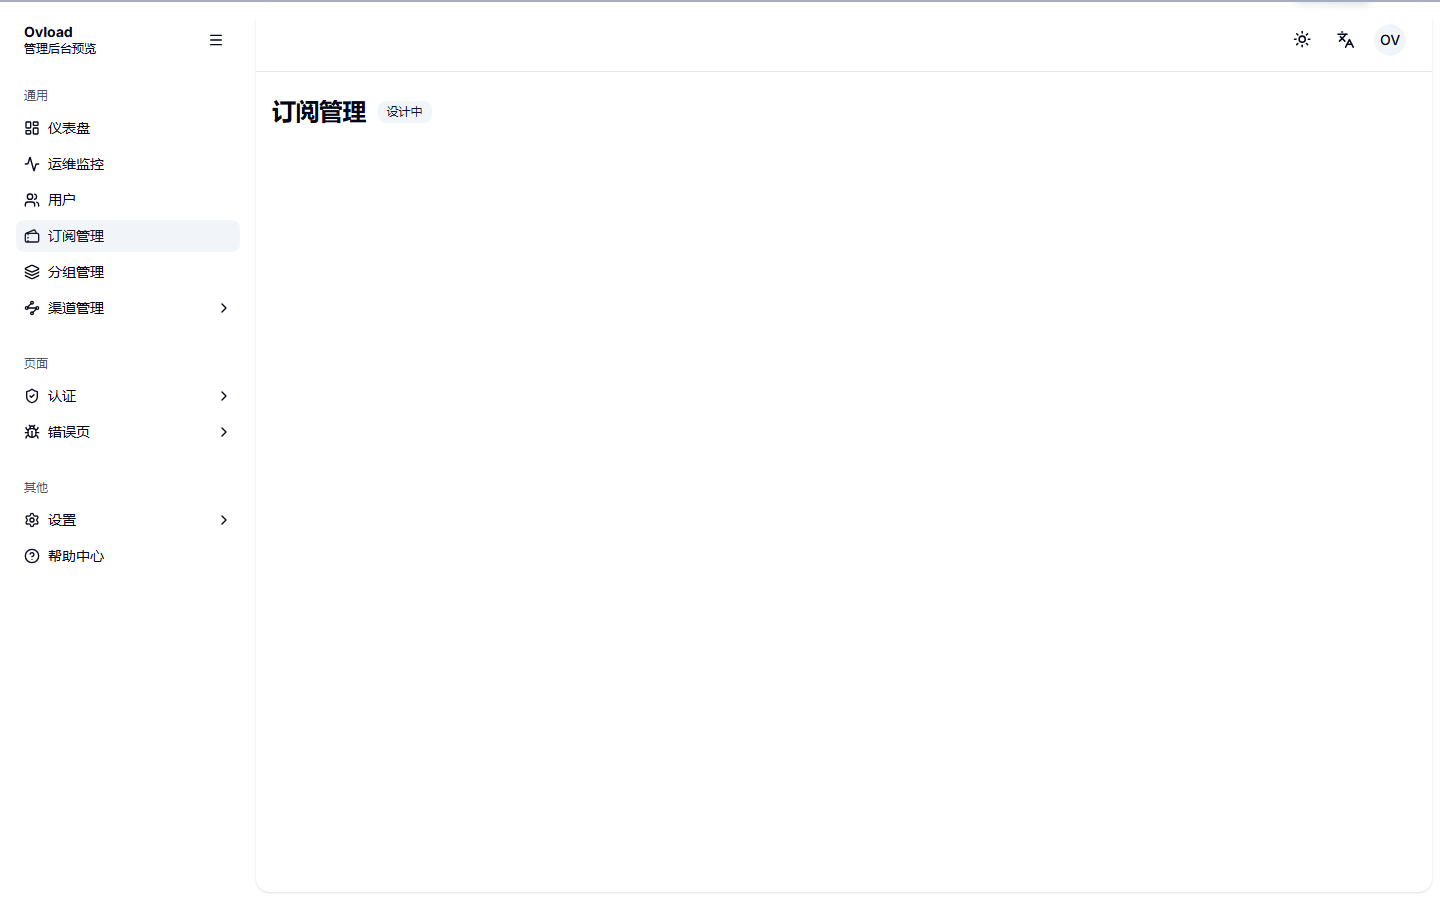 Ovload
管理后台预览
OV
通用
仪表盘
运维监控
用户
订阅管理
分组管理
渠道管理
页面
认证
错误页
其他
设置
帮助中心
订阅管理
设计中